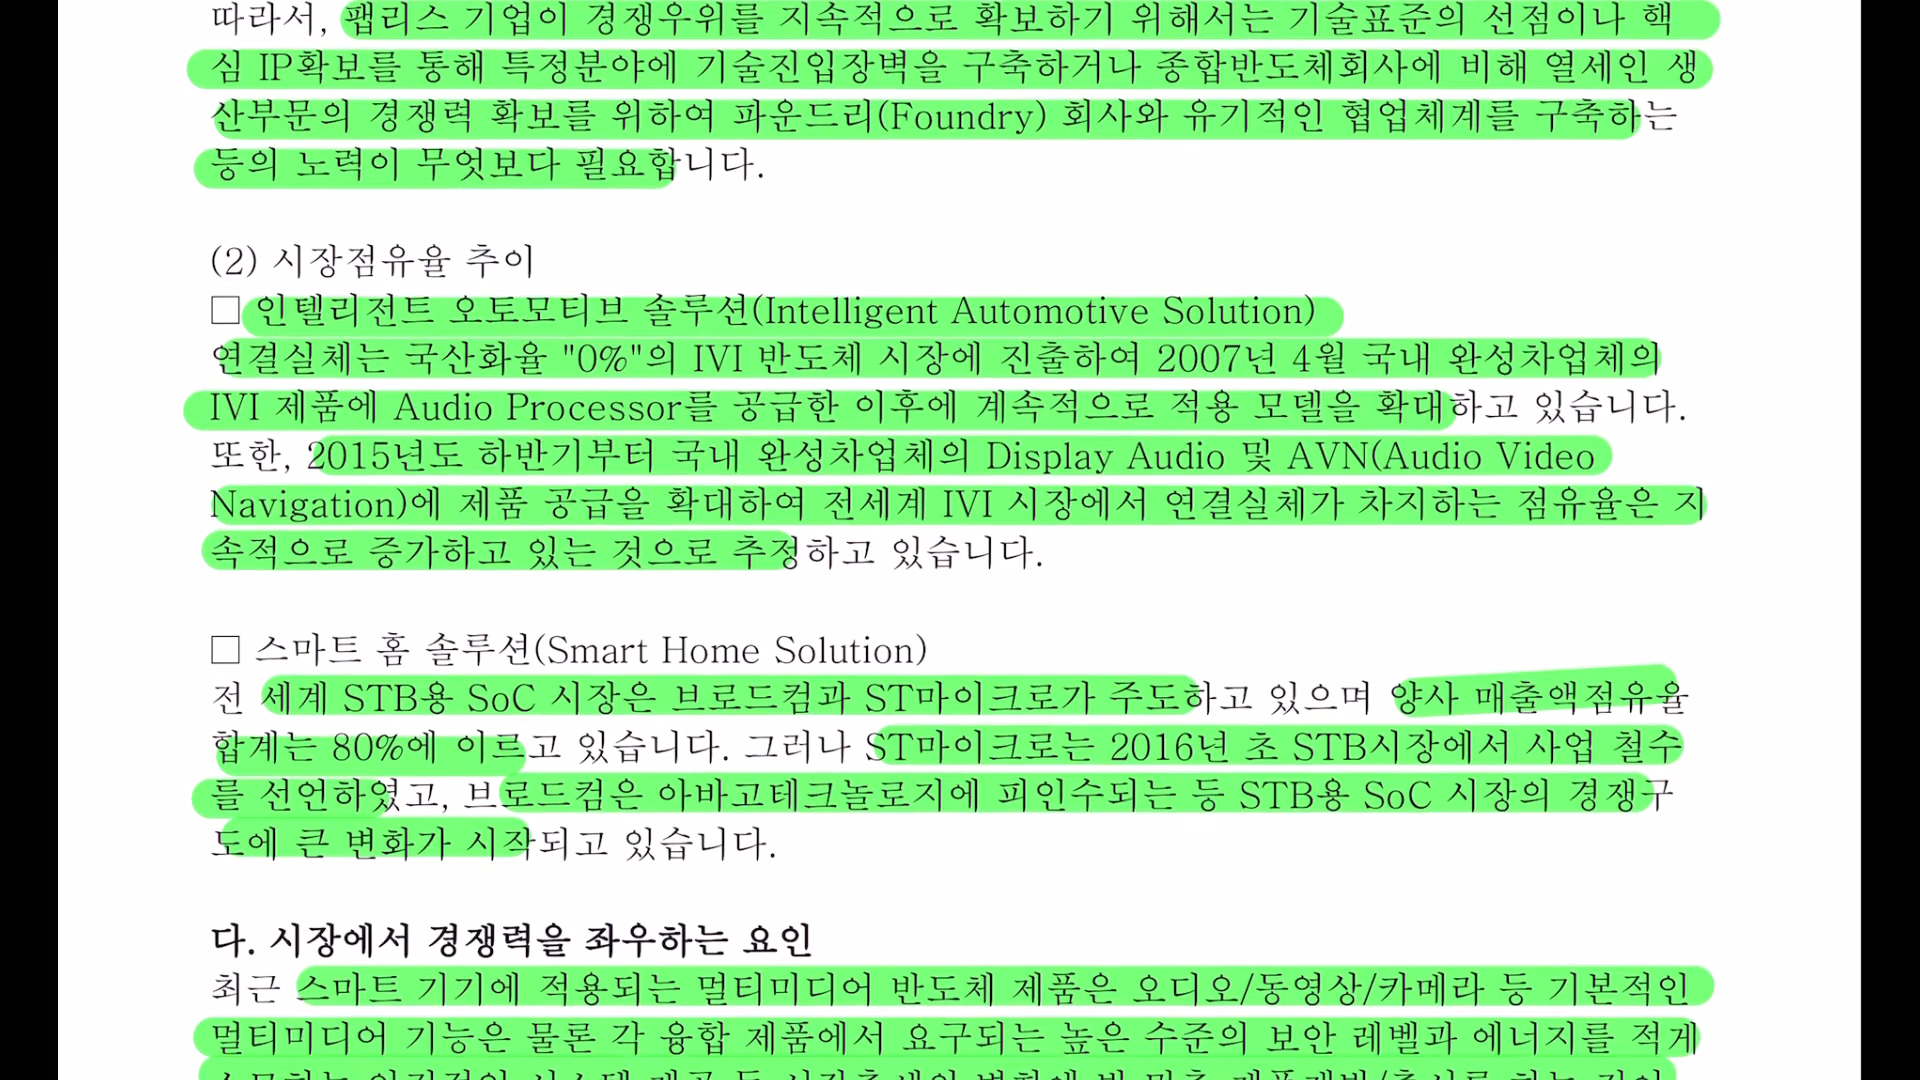 따라서, 팹리스 기업이 경쟁우위를 지속적으로 확보하기 위해서는 기술표준의 선점이나 핵
심 IP확보를 통해 특정분야에 기술진입장벽을 구축하거나 종합반도체회사에 비해 열세인 생
산부문의 경쟁력 확보를 위하여 파운드리(Foundry) 회사와 유기적인 협업체계를 구축하는
등의 노력이 무엇보다 필요합니다.
(2) 시장점유율 추이
□ 인텔리전트 오토모티브 솔루션(Intelligent Automotive Solution)
연결실체는 국산화율 "0%"의 IVI 반도체 시장에 진출하여 2007년 4월 국내 완성차업체의
IVI 제품에 Audio Processor를 공급한 이후에 계속적으로 적용 모델을 확대하고 있습니다.
또한, 2015년도 하반기부터 국내 완성차업체의 Display Audio 및 AVN(Audio Video
Navigation)에 제품 공급을 확대하여 전세계 IVI 시장에서 연결실체가 차지하는 점유율은 지
속적으로 증가하고 있는 것으로 추정하고 있습니다.
□ 스마트 홈 솔루션(Smart Home Solution)
전 세계 STB용 SoC 시장은 브로드컴과 ST마이크로가 주도하고 있으며 양사 매출액점유율
합계는 80%에 이르고 있습니다. 그러나 ST마이크로는 2016년 초 STB시장에서 사업 철수
를 선언하였고, 브로드컴은 아바고테크놀로지에 피인수되는 등 STB용 SoC 시장의 경쟁구
도에 큰 변화가 시작되고 있습니다.
다. 시장에서 경쟁력을 좌우하는 요인
최근 스마트 기기에 적용되는 멀티미디어 반도체 제품은 오디오/동영상/카메라 등 기본적인
멀티미디어 기능은 물론 각 융합 제품에서 요구되는 높은 수준의 보안 레벨과 에너지를 적게